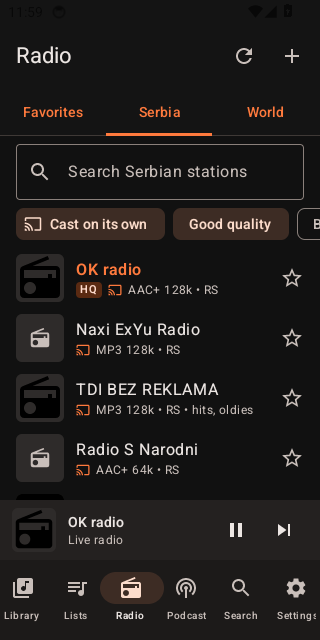 11:59
Radio
Favorites
Serbia
World
Search Serbian stations
Cast on its own
Good quality
OK radio
HQ AAC+ 128k • RS
Naxi ExYu Radio
MP3 128k • RS
TDI BEZ REKLAMA
MP3 128k • RS • hits, oldies
Radio S Narodni
AAC+ 64k • RS
OK radio
Live radio
Library
Lists
Radio
Podcast
Search
Settings